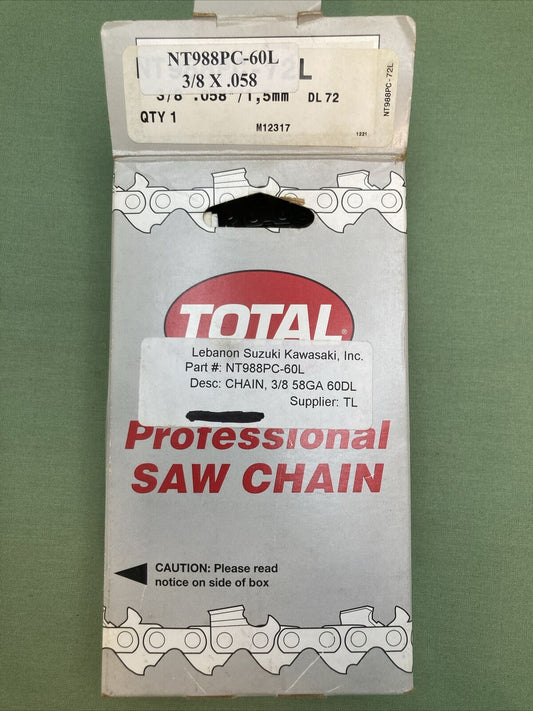 NT988PC-60L
3/8 X .058
L
3/8 .058"/1,5mm DL 72
QTY 1
M12317
1221
NT988PC-72L
TOTAL®
Lebanon Suzuki Kawasaki, Inc.
Part #: NT988PC-60L
Desc: CHAIN, 3/8 58GA 60DL
Supplier: TL
Professional
SAW CHAIN
CAUTION: Please read
notice on side of box